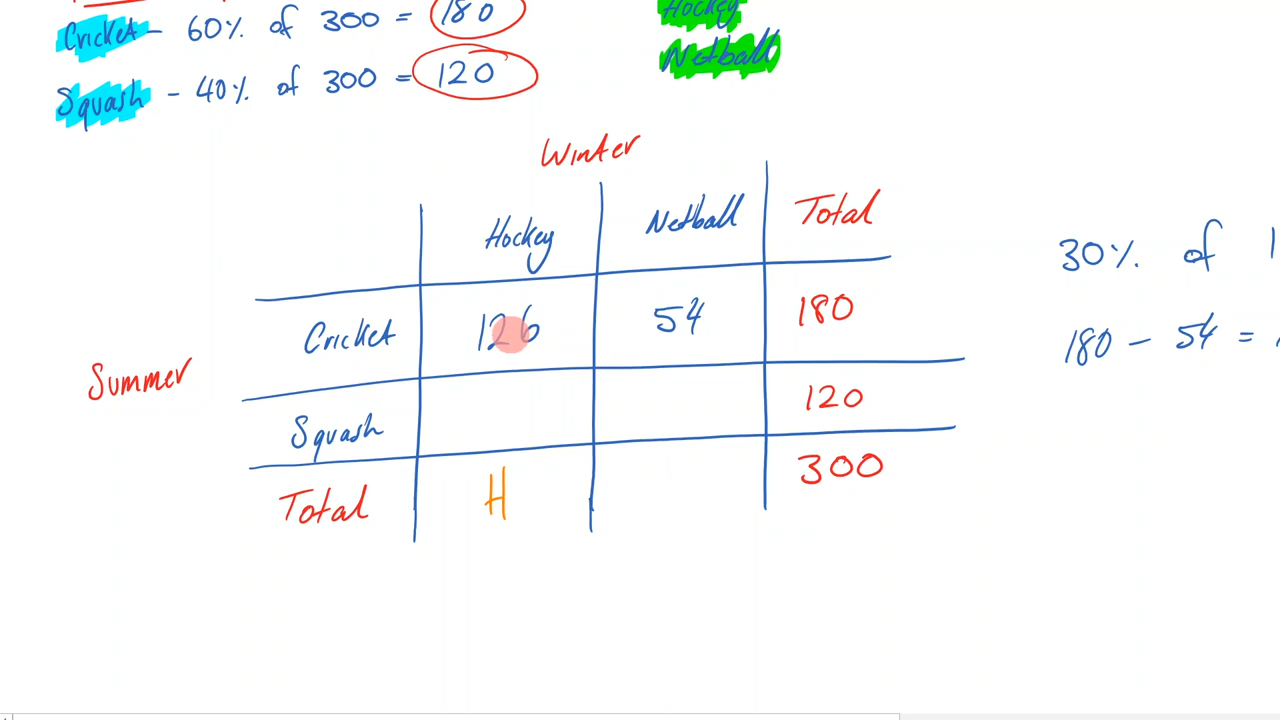 Cricket - 60% of 300 = 180
Hockey
Squash - 40% of 300 = 120
Netball
Winter
Hockey Netball Total
30% of 1
Cricket 126 54 180
180 - 54 =
Summer
Squash 120
Total H 300